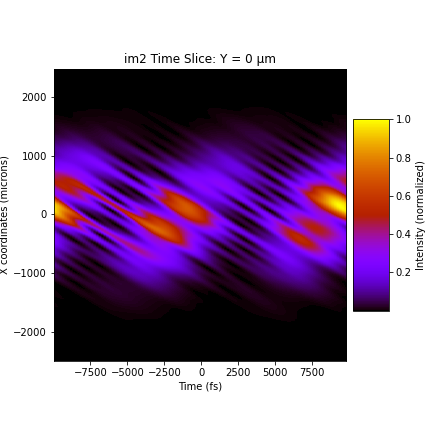 im2 Time Slice: Y = 0 μm
2000
1000
0
−1000
−2000
X coordinates (microns)
−7500 −5000 −2500 0 2500 5000 7500
Time (fs)
1.0
0.8
0.6
0.4
0.2
Intensity (normalized)